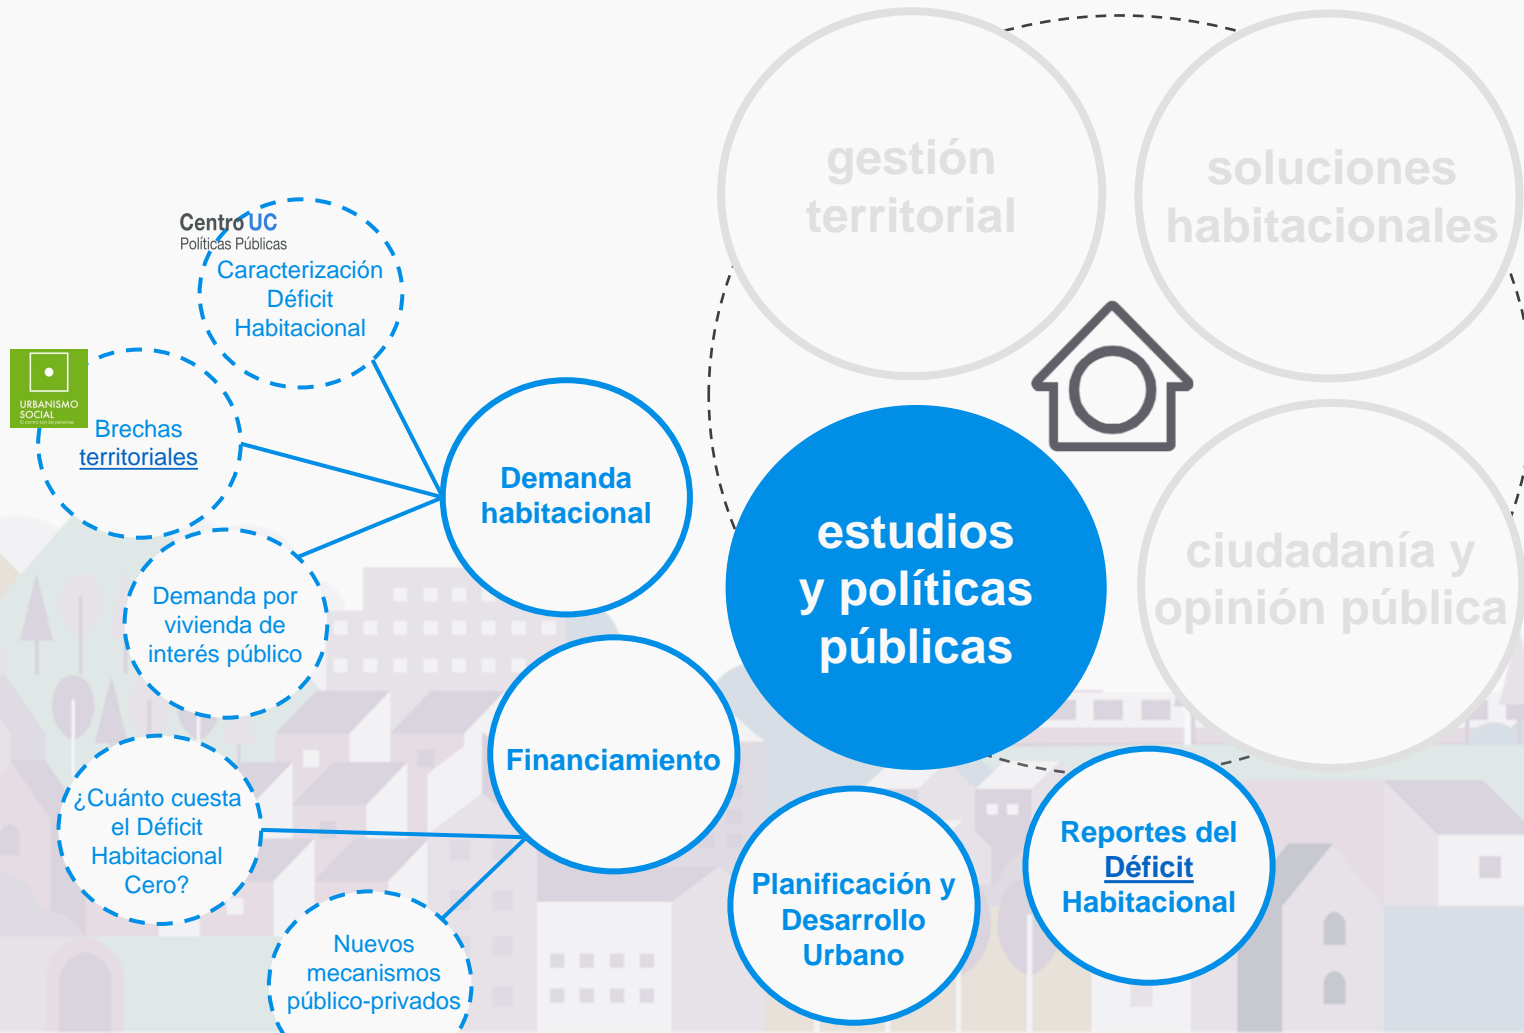 gestión
territorial
soluciones
habitacionales
Centro UC
Políticas Públicas
Caracterización
Déficit
Habitacional
URBANISMO
SOCIAL
Brechas
territoriales
Demanda
habitacional
estudios
y políticas
públicas
ciudadanía y
opinión pública
Demanda por
vivienda de
interés público
Financiamiento
¿Cuánto cuesta
el Déficit
Habitacional
Cero?
Reportes del
Déficit
Habitacional
Planificación y
Desarrollo
Urbano
Nuevos
mecanismos
público-privados